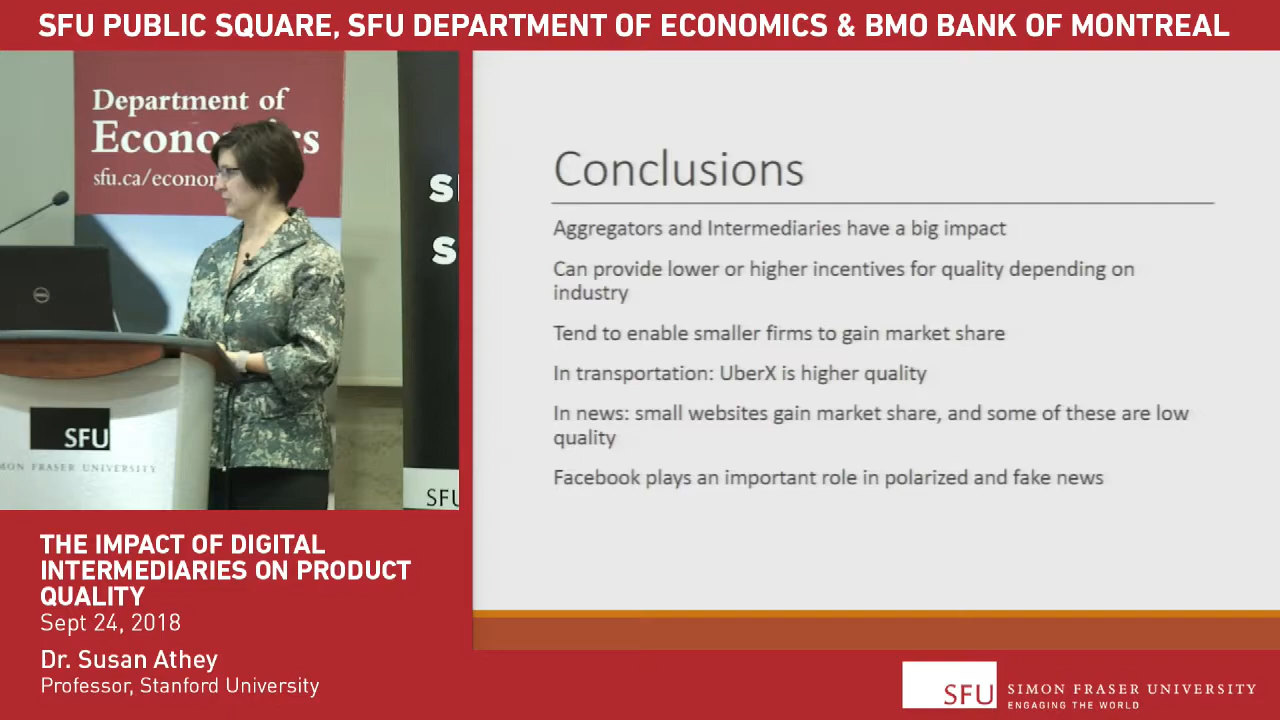 SFU PUBLIC SQUARE, SFU DEPARTMENT OF ECONOMICS & BMO BANK OF MONTREAL
Department of
sfu.ca/econo
SFU
SIMON FRASER UNIVERSITY
SFU
Conclusions
Aggregators and Intermediaries have a big impact
Can provide lower or higher incentives for quality depending on
industry
Tend to enable smaller firms to gain market share
In transportation: UberX is higher quality
In news: small websites gain market share, and some of these are low
quality
Facebook plays an important role in polarized and fake news
THE IMPACT OF DIGITAL
INTERMEDIARIES ON PRODUCT
QUALITY
Sept 24, 2018
Dr. Susan Athey
Professor, Stanford University
SFU SIMON FRASER UNIVERSITY
ENGAGING THE WORLD